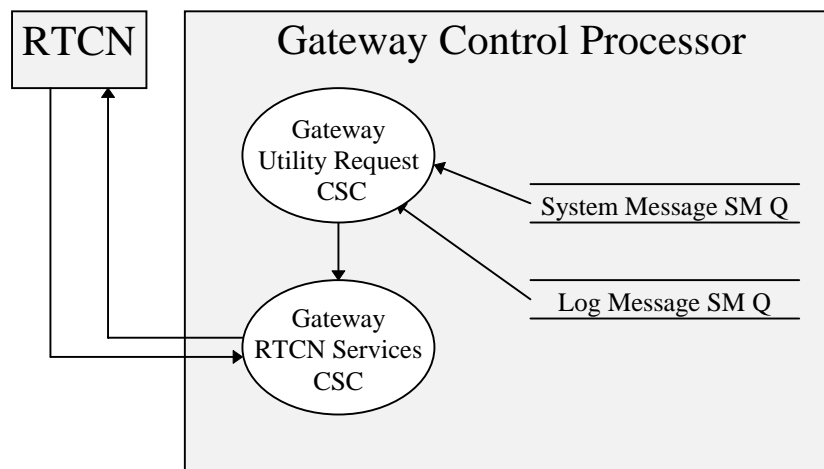 RTCN
Gateway Control Processor
Gateway
Utility Request
CSC
System Message SM Q
Log Message SM Q
Gateway
RTCN Services
CSC